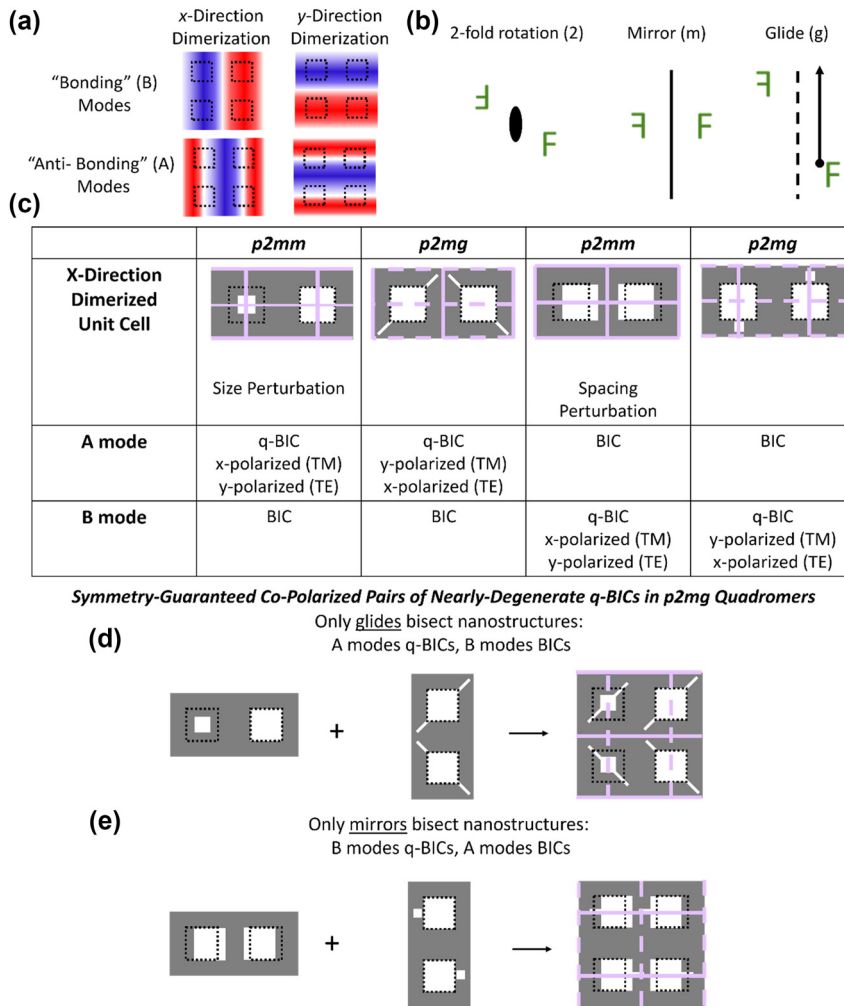 (a)
x-Direction Dimerization
y-Direction Dimerization
"Bonding" (B) Modes
"Anti- Bonding" (A) Modes
(b)
2-fold rotation (2)
Mirror (m)
Glide (g)
F
F
F
F
F
F
(c)
p2mm
p2mg
p2mm
p2mg
X-Direction Dimerized Unit Cell
Size Perturbation
Spacing Perturbation
A mode
q-BIC
x-polarized (TM)
y-polarized (TE)
q-BIC
y-polarized (TM)
x-polarized (TE)
BIC
BIC
B mode
BIC
BIC
q-BIC
x-polarized (TM)
y-polarized (TE)
q-BIC
y-polarized (TM)
x-polarized (TE)
Symmetry-Guaranteed Co-Polarized Pairs of Nearly-Degenerate q-BICs in p2mg Quadromers
(d)
Only glides bisect nanostructures:
A modes q-BICs, B modes BICs
+
(e)
Only mirrors bisect nanostructures:
B modes q-BICs, A modes BICs
+